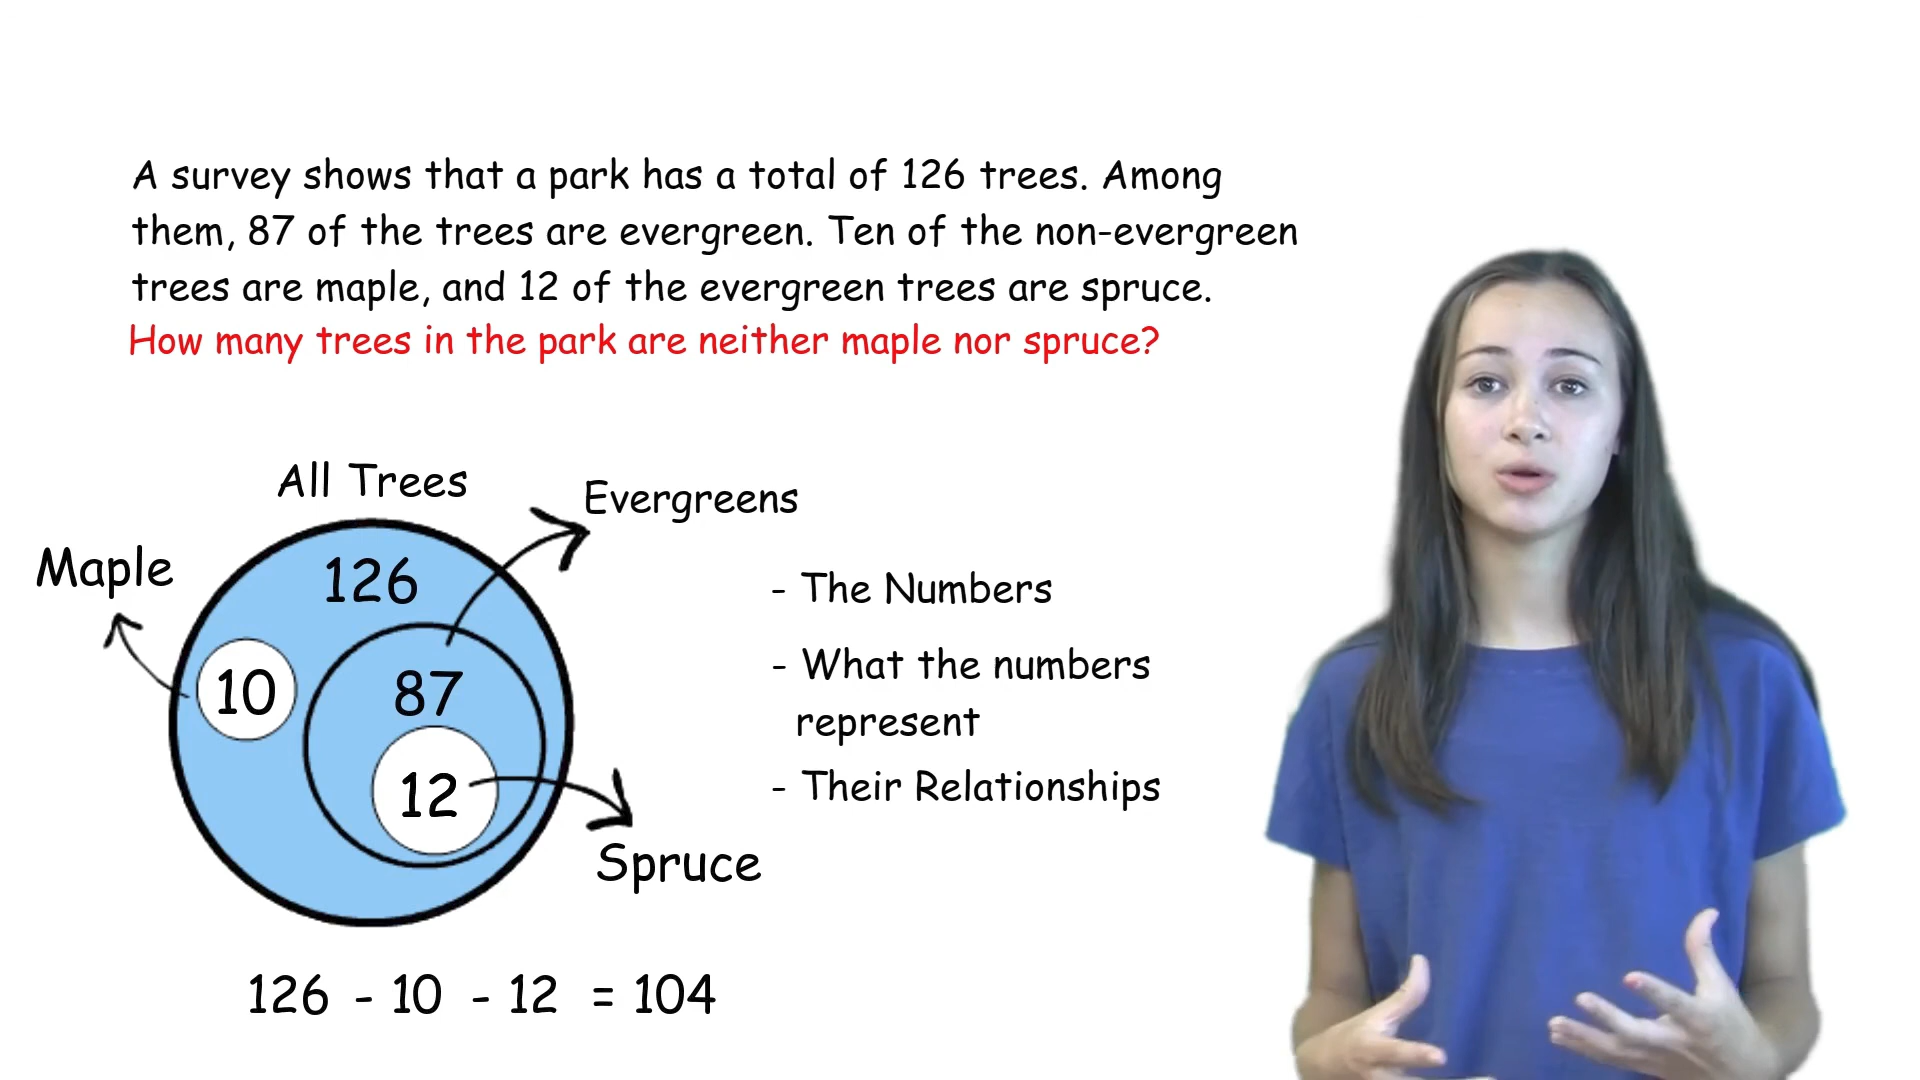 A survey shows that a park has a total of 126 trees. Among
them, 87 of the trees are evergreen. Ten of the non-evergreen
trees are maple, and 12 of the evergreen trees are spruce.
How many trees in the park are neither maple nor spruce?
All Trees
Evergreens
Maple
126
10
87
12
Spruce
- The Numbers
- What the numbers
represent
- Their Relationships
126 - 10 - 12 = 104